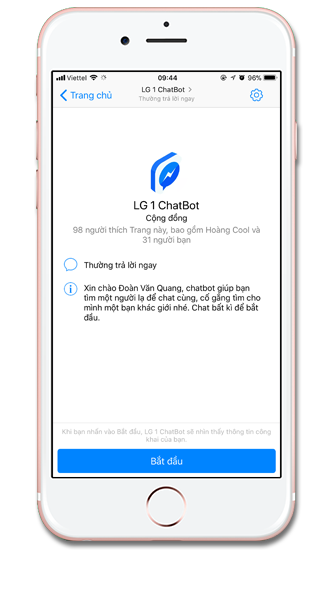 Viettel
09:44
96%
Trang chủ
LG 1 ChatBot
Thường trả lời ngay
LG 1 ChatBot
Cộng đồng
98 người thích Trang này, bao gồm Hoàng Cool và
31 người bạn
Thường trả lời ngay
Xin chào Đoàn Văn Quang, chatbot giúp bạn
tìm một người lạ để chat cùng, cố gắng tìm cho
mình một bạn khác giới nhé. Chat bất kì để bắt
đầu.
Khi bạn nhấn vào Bắt đầu, LG 1 ChatBot sẽ nhìn thấy thông tin công
khai của bạn.
Bắt đầu